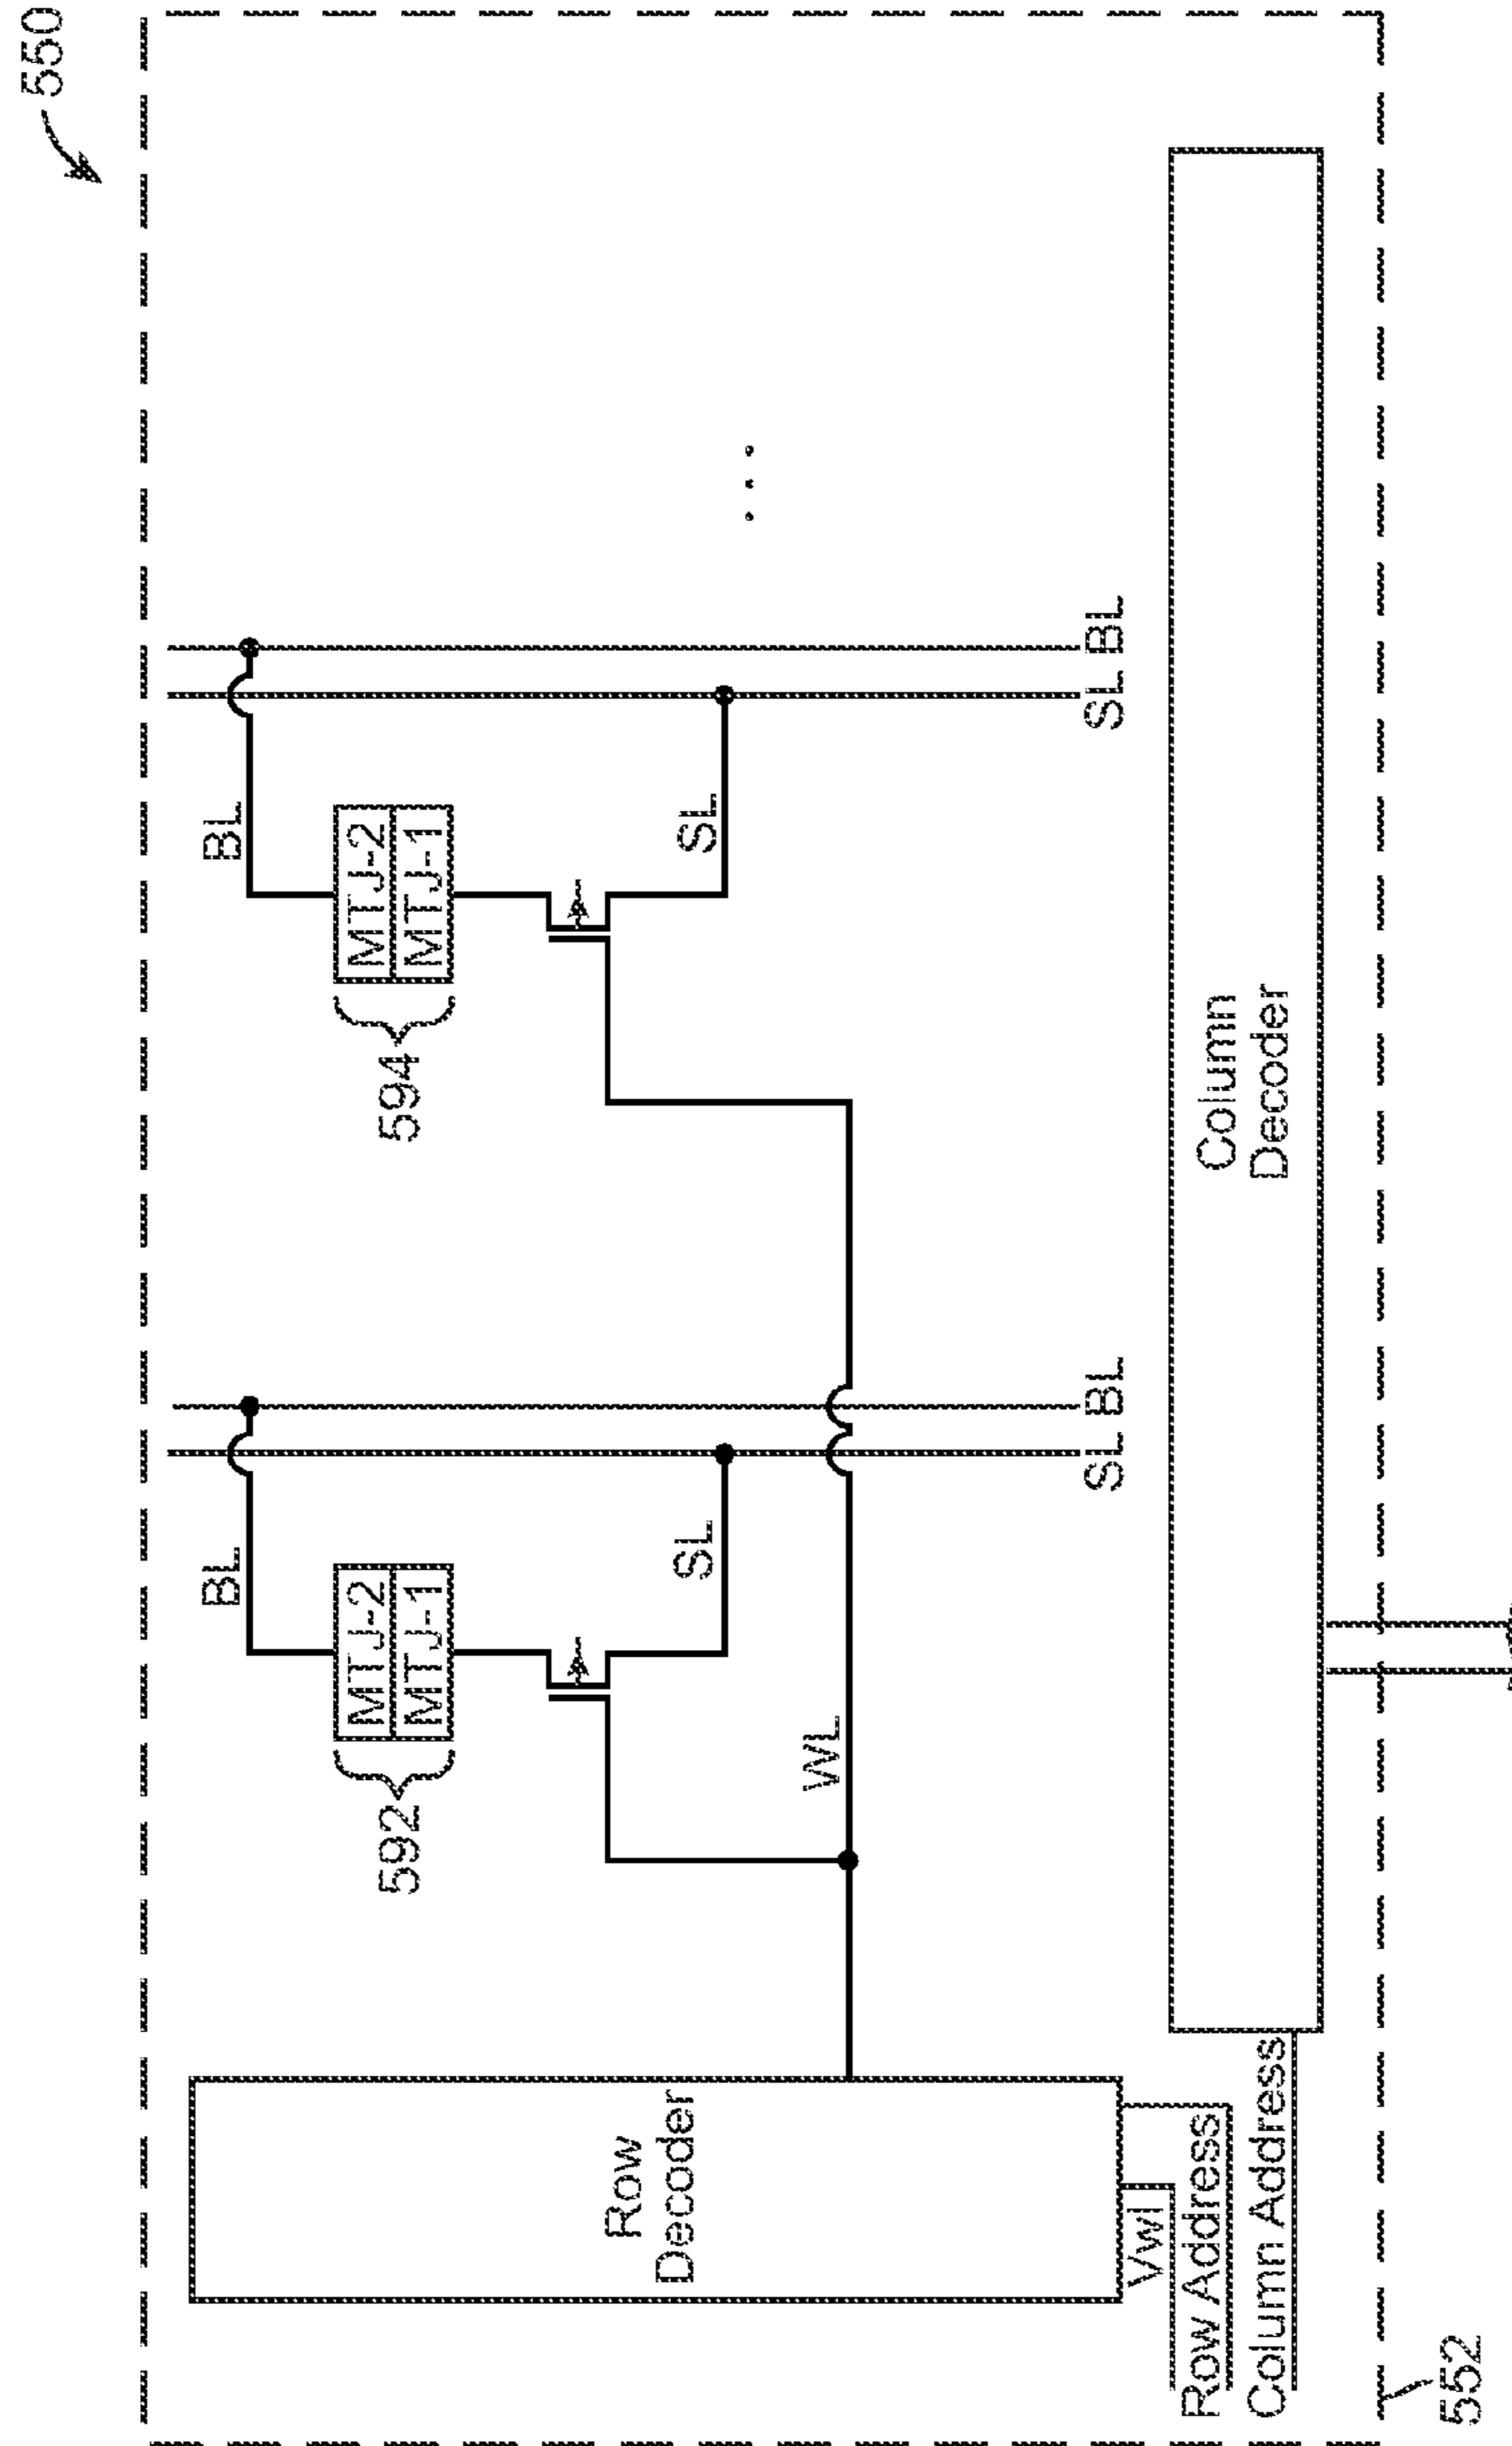 550
BL
BL
MTJ-2
MTJ-1
592
MTJ-2
MTJ-1
594
SL
SL
Row
Decoder
WL
SL BL
SL BL
Vwl
Row Address
Column Address
Column
Decoder
552